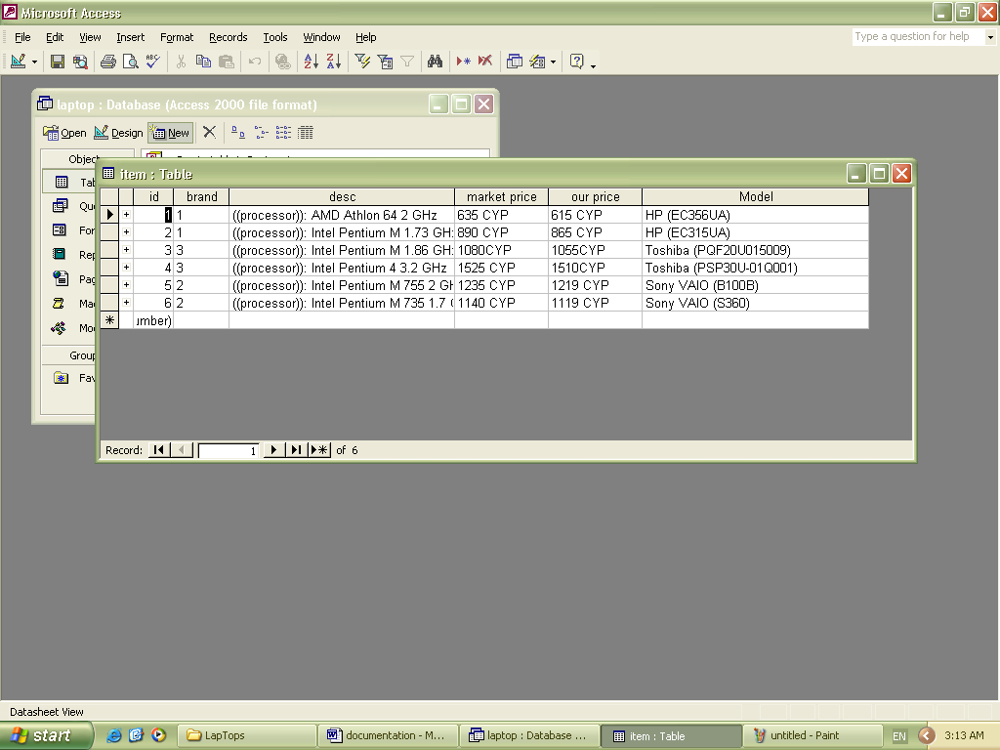 Microsoft Access
File Edit View Insert Format Records Tools Window Help
Type a question for help
laptop : Database (Access 2000 file format)
Open Design New
Object
item : Table
id brand desc market price our price Model
1 1 ((processor)): AMD Athlon 64 2 GHz 635 CYP 615 CYP HP (EC356UA)
2 1 ((processor)): Intel Pentium M 1.73 GH: 890 CYP 865 CYP HP (EC315UA)
3 3 ((processor)): Intel Pentium M 1.86 GH: 1080CYP 1055CYP Toshiba (PQF20U015009)
4 3 ((processor)): Intel Pentium 4 3.2 GHz 1525 CYP 1510CYP Toshiba (PSP30U-01Q001)
5 2 ((processor)): Intel Pentium M 755 2 GH 1235 CYP 1219 CYP Sony VAIO (B100B)
6 2 ((processor)): Intel Pentium M 735 1.7 ( 1140 CYP 1119 CYP Sony VAIO (S360)
umber)
Tab
Que
For
Rep
Pag
Ma
Mo
Group
Fav
Record: 1 of 6
Datasheet View
start LapTops documentation - M... laptop : Database ... item : Table untitled - Paint EN 3:13 AM